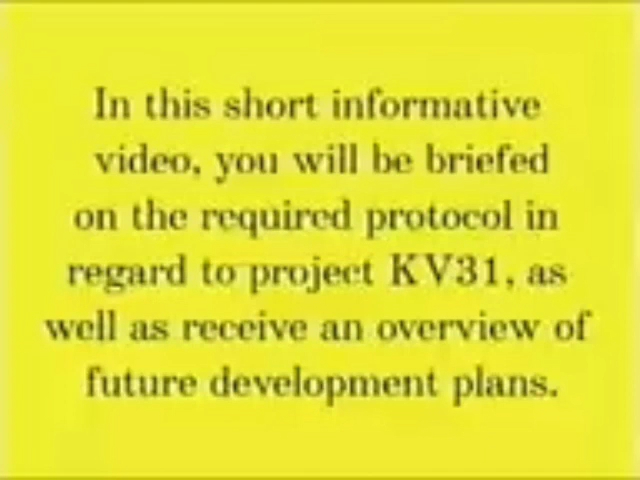 In this short informative
video, you will be briefed
on the required protocol in
regard to project KV31, as
well as receive an overview of
future development plans.